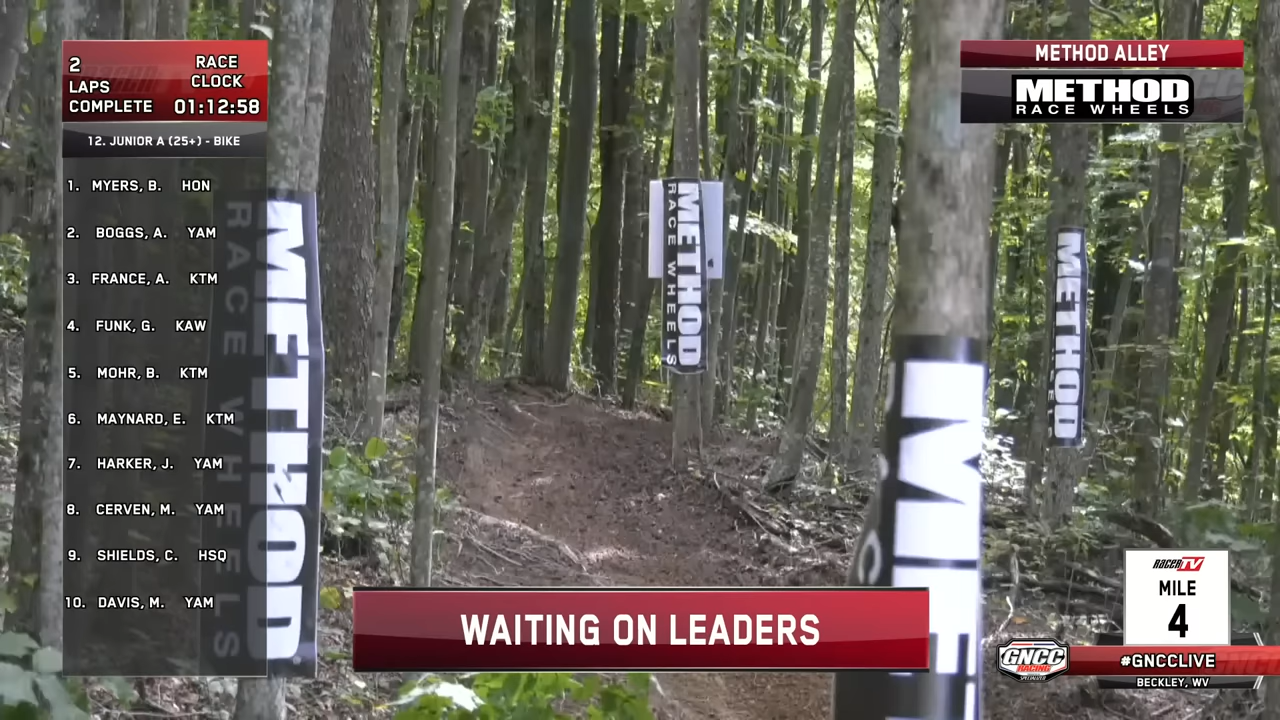 2
LAPS
COMPLETE
RACE
CLOCK
01:12:58
12. JUNIOR A (25+) - BIKE
1. MYERS, B. HON
2. BOGGS, A. YAM
3. FRANCE, A. KTM
4. FUNK, G. KAW
5. MOHR, B. KTM
6. MAYNARD, E. KTM
7. HARKER, J. YAM
8. CERVEN, M. YAM
9. SHIELDS, C. HSQ
10. DAVIS, M. YAM
METHOD ALLEY
METHOD
RACE WHEELS
METHOD
RACE WHEELS
METHOD
RACE WHEELS
METHOD
WAITING ON LEADERS
RACER TV
MILE
4
GNCC
RACING
SPECIALIZED
#GNCCLIVE
BECKLEY, WV